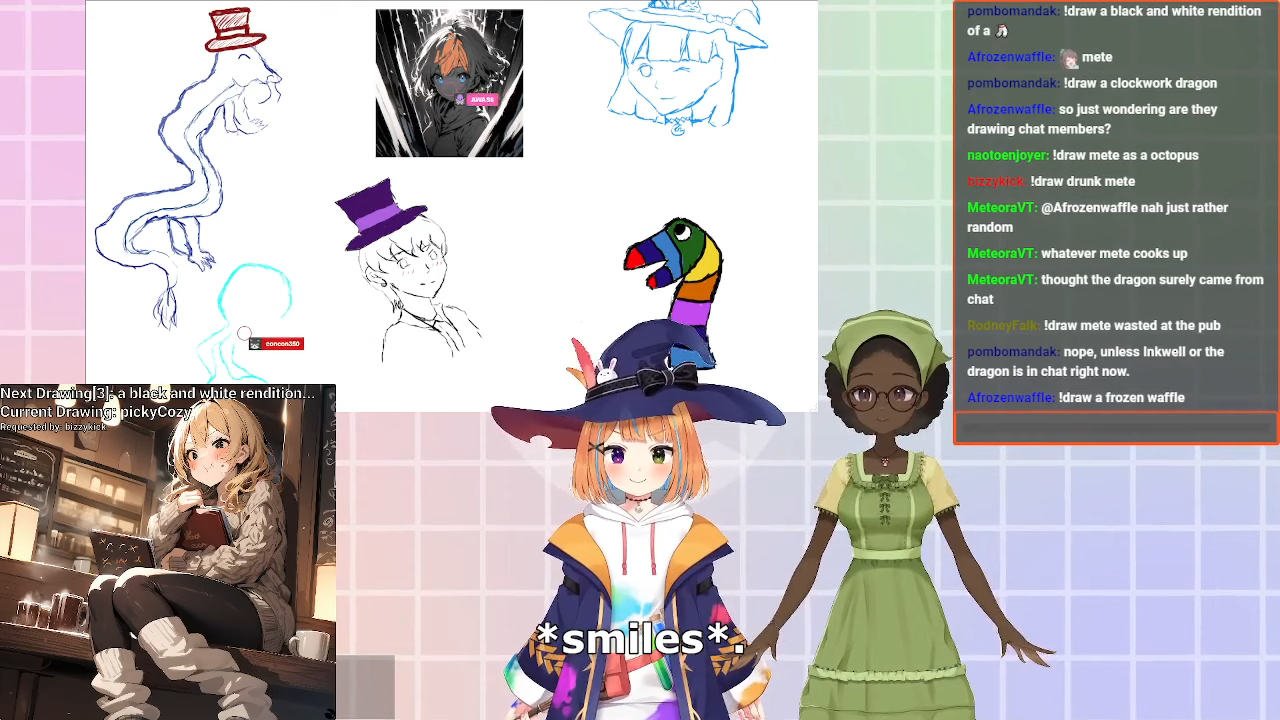 AWA98
concon350
pombomandak: !draw a black and white rendition
of a
Afrozenwaffle: mete
pombomandak: !draw a clockwork dragon
Afrozenwaffle: so just wondering are they
drawing chat members?
naotoenjoyer: !draw mete as a octopus
bizzykick: !draw drunk mete
MeteoraVT: @Afrozenwaffle nah just rather
random
MeteoraVT: whatever mete cooks up
MeteoraVT: thought the dragon surely came from
chat
RodneyFalk: !draw mete wasted at the pub
pombomandak: nope, unless Inkwell or the
dragon is in chat right now.
Afrozenwaffle: !draw a frozen waffle
Next Drawing[3]: a black and white rendition...
Current Drawing: pickyCozy
Requested by: bizzykick
*smiles*.